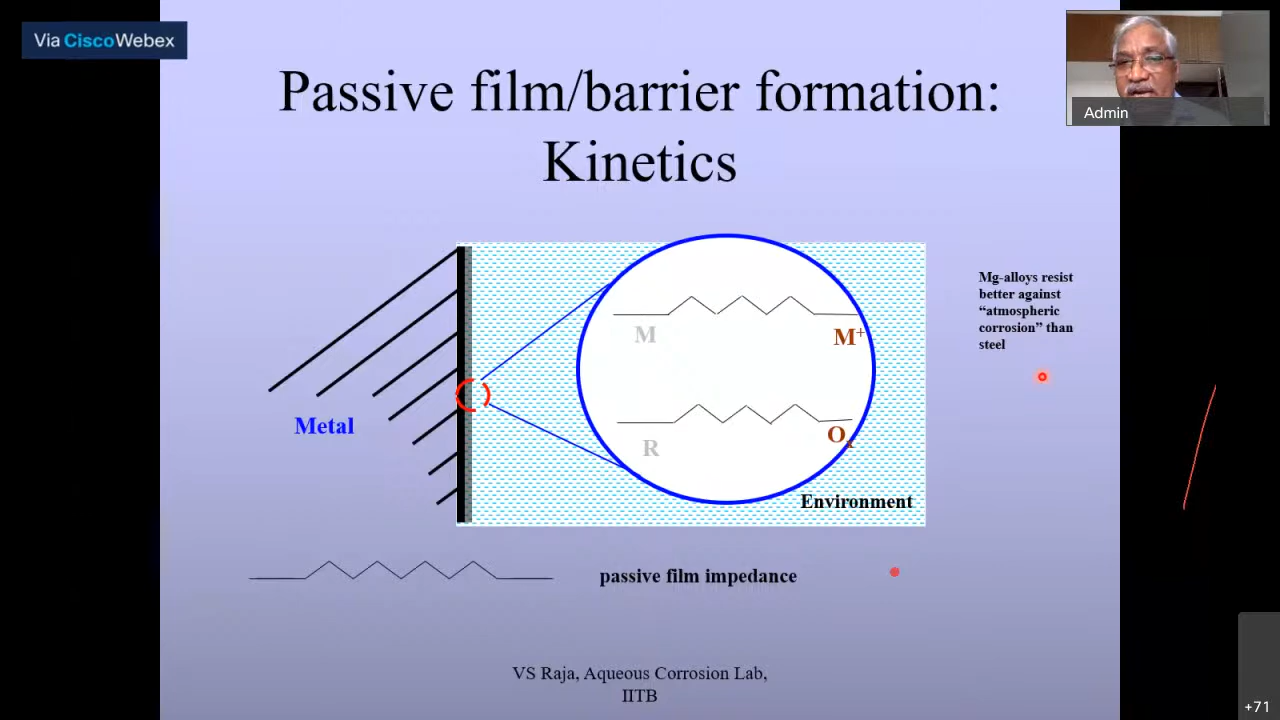 Via CiscoWebex
Admin
Passive film/barrier formation:
Kinetics
Mg-alloys resist
better against
“atmospheric
corrosion” than
steel
M
M+
Metal
R
Ox
Environment
passive film impedance
VS Raja, Aqueous Corrosion Lab,
IITB
+71